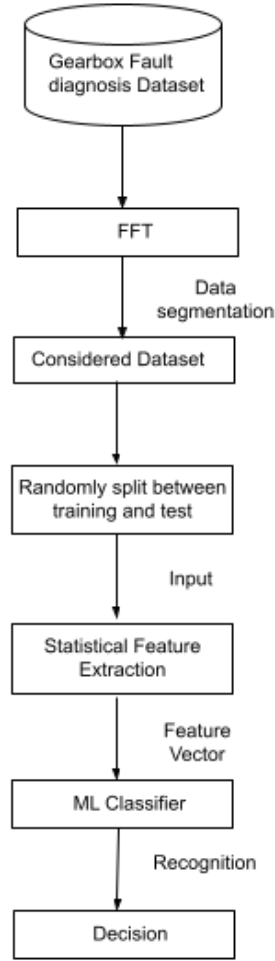 Gearbox Fault
diagnosis Dataset
FFT
Data
segmentation
Considered Dataset
Randomly split between
training and test
Input
Statistical Feature
Extraction
Feature
Vector
ML Classifier
Recognition
Decision